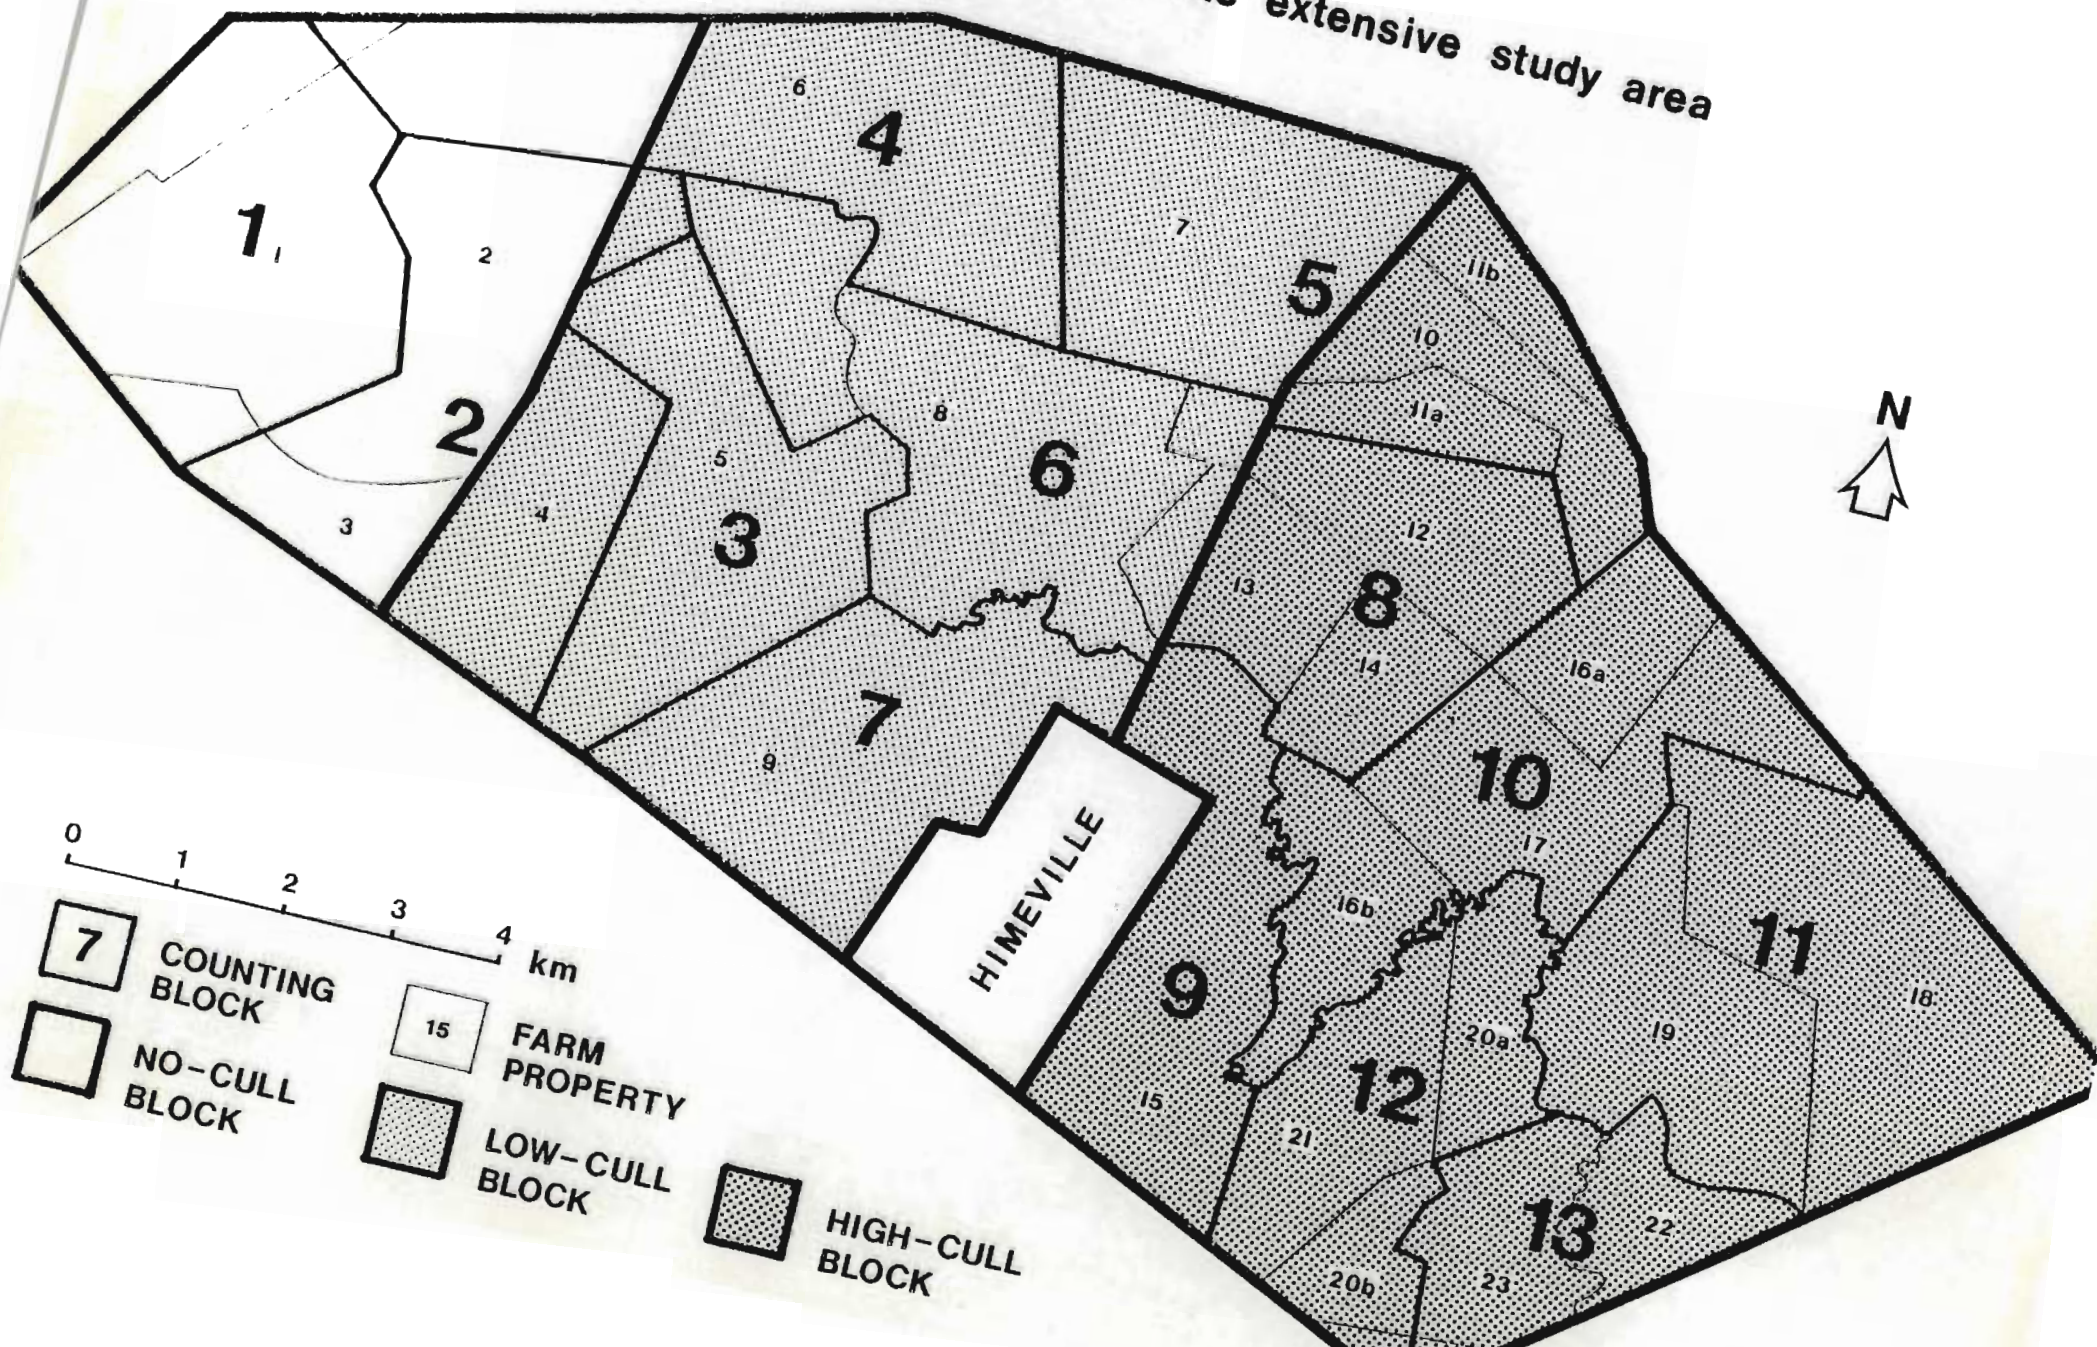 extensive study area
6
4
7
1
1
2
5
11b
10
N
11a
8
2
6
5
3
4
3
12
13
8
14
16a
7
9
10
17
HIMEVILLE
16b
11
9
18
19
20a
12
15
21
13
22
20b
23
0 1 2 3 4 km
7
COUNTING
BLOCK
15
FARM
PROPERTY
NO-CULL
BLOCK
LOW-CULL
BLOCK
HIGH-CULL
BLOCK